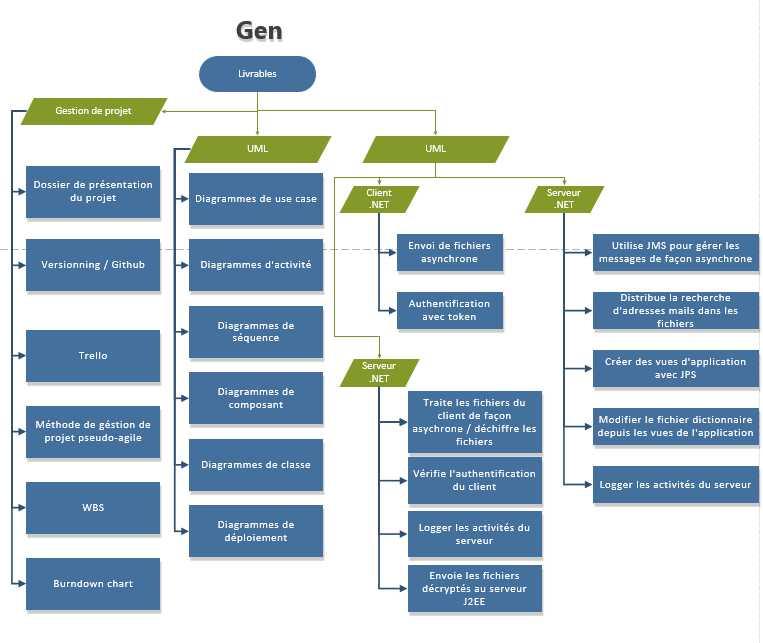 Gen
Livrables
Gestion de projet
Dossier de présentation
du projet
Versionning / Github
Trello
Méthode de géstion de
projet pseudo-agile
WBS
Burndown chart
UML
Diagrammes de use case
Diagrammes d'activité
Diagrammes de
séquence
Diagrammes de
composant
Diagrammes de classe
Diagrammes de
déploiement
UML
Client
.NET
Envoi de fichiers
asynchrone
Authentification
avec token
Serveur
.NET
Traite les fichiers du
client de façon
asychrone / déchiffre les
fichiers
Vérifie l'authentification
du client
Logger les activités du
serveur
Envoie les fichiers
décryptés au serveur
J2EE
Serveur
.NET
Utilise JMS pour gérer les
messages de façon asychrone
Distribue la recherche
d'adresses mails dans les
fichiers
Créer des vues d'application
avec JPS
Modifier le fichier dictionnaire
depuis les vues de l'application
Logger les activités du serveur